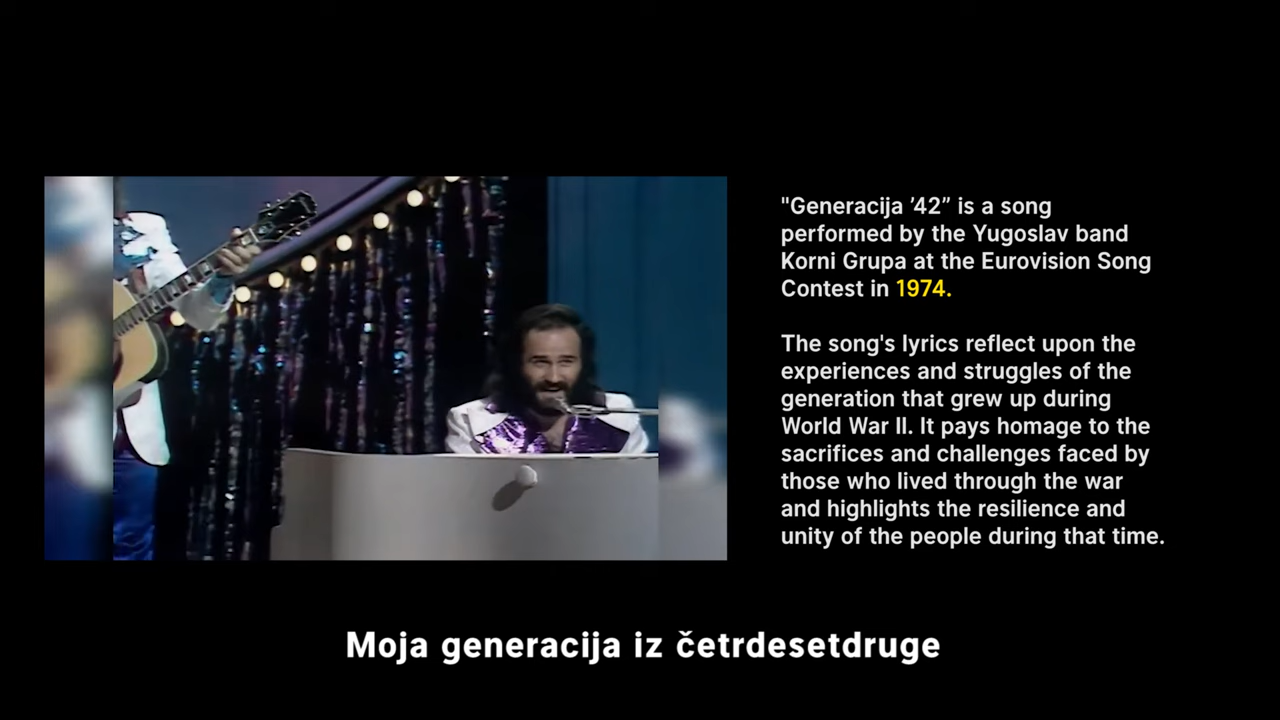 "Generacija ’42” is a song
performed by the Yugoslav band
Korni Grupa at the Eurovision Song
Contest in 1974.
The song's lyrics reflect upon the
experiences and struggles of the
generation that grew up during
World War II. It pays homage to the
sacrifices and challenges faced by
those who lived through the war
and highlights the resilience and
unity of the people during that time.
Moja generacija iz četrdesetdruge